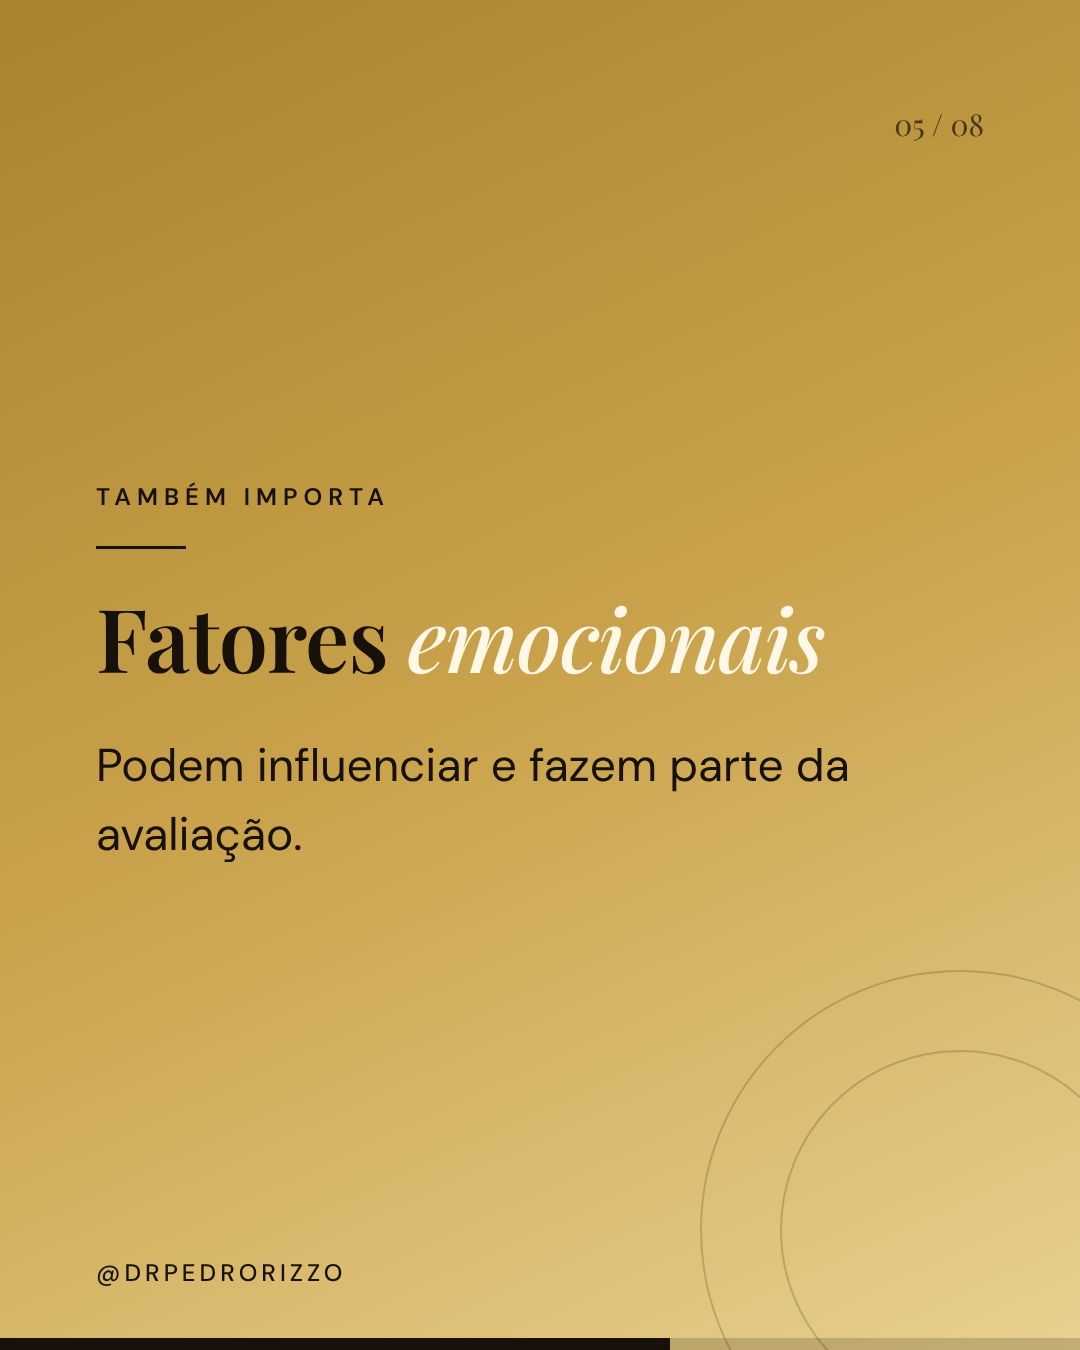 05 / 08
TAMBÉM IMPORTA
Fatores emocionais
Podem influenciar e fazem parte da
avaliação.
@DRPEDRORIZZO